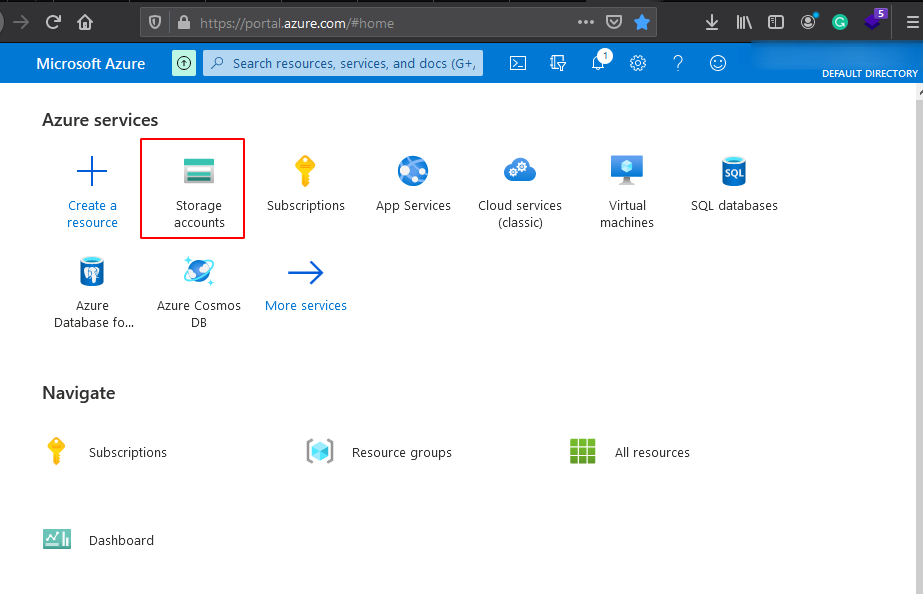 https://portal.azure.com/#home
5
Microsoft Azure
Search resources, services, and docs (G+/
1
DEFAULT DIRECTORY
Azure services
Create a
resource
Storage
accounts
Subscriptions
App Services
Cloud services
(classic)
Virtual
machines
SQL
SQL databases
Azure
Database fo...
Azure Cosmos
DB
More services
Navigate
Subscriptions
Resource groups
All resources
Dashboard